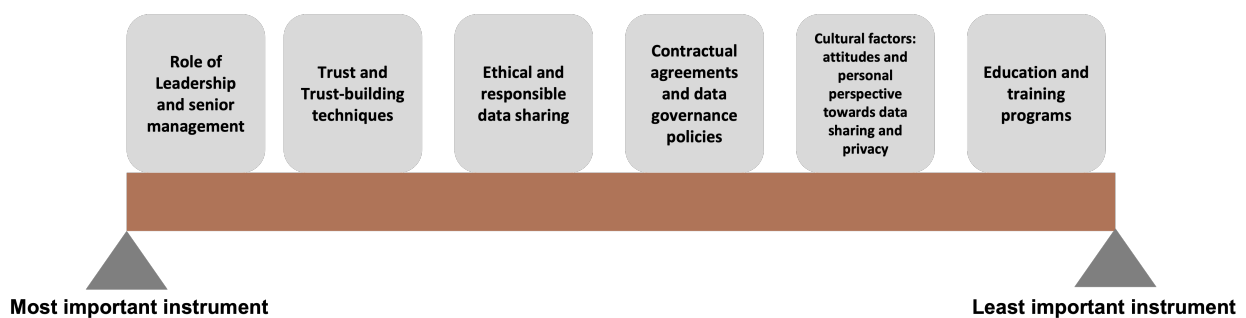 Role of
Leadership
and senior
management
Trust and
Trust-building
techniques
Ethical and
responsible
data sharing
Contractual
agreements
and data
governance
policies
Cultural factors:
attitudes and
personal
perspective
towards data
sharing and
privacy
Education and
training
programs
Most important instrument
Least important instrument